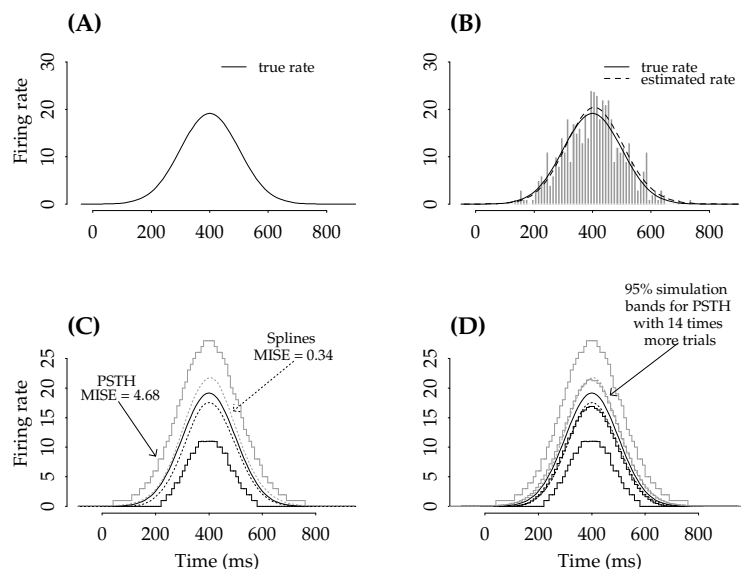 (A)
true rate
Firing rate
0 10 20 30
0 200 400 600 800
(B)
true rate
estimated rate
0 10 20 30
0 200 400 600 800
(C)
Splines
MISE = 0.34
PSTH
MISE = 4.68
Firing rate
0 5 10 15 20 25
0 200 400 600 800
Time (ms)
95% simulation
bands for PSTH
with 14 times
more trials
(D)
0 5 10 15 20 25
0 200 400 600 800
Time (ms)